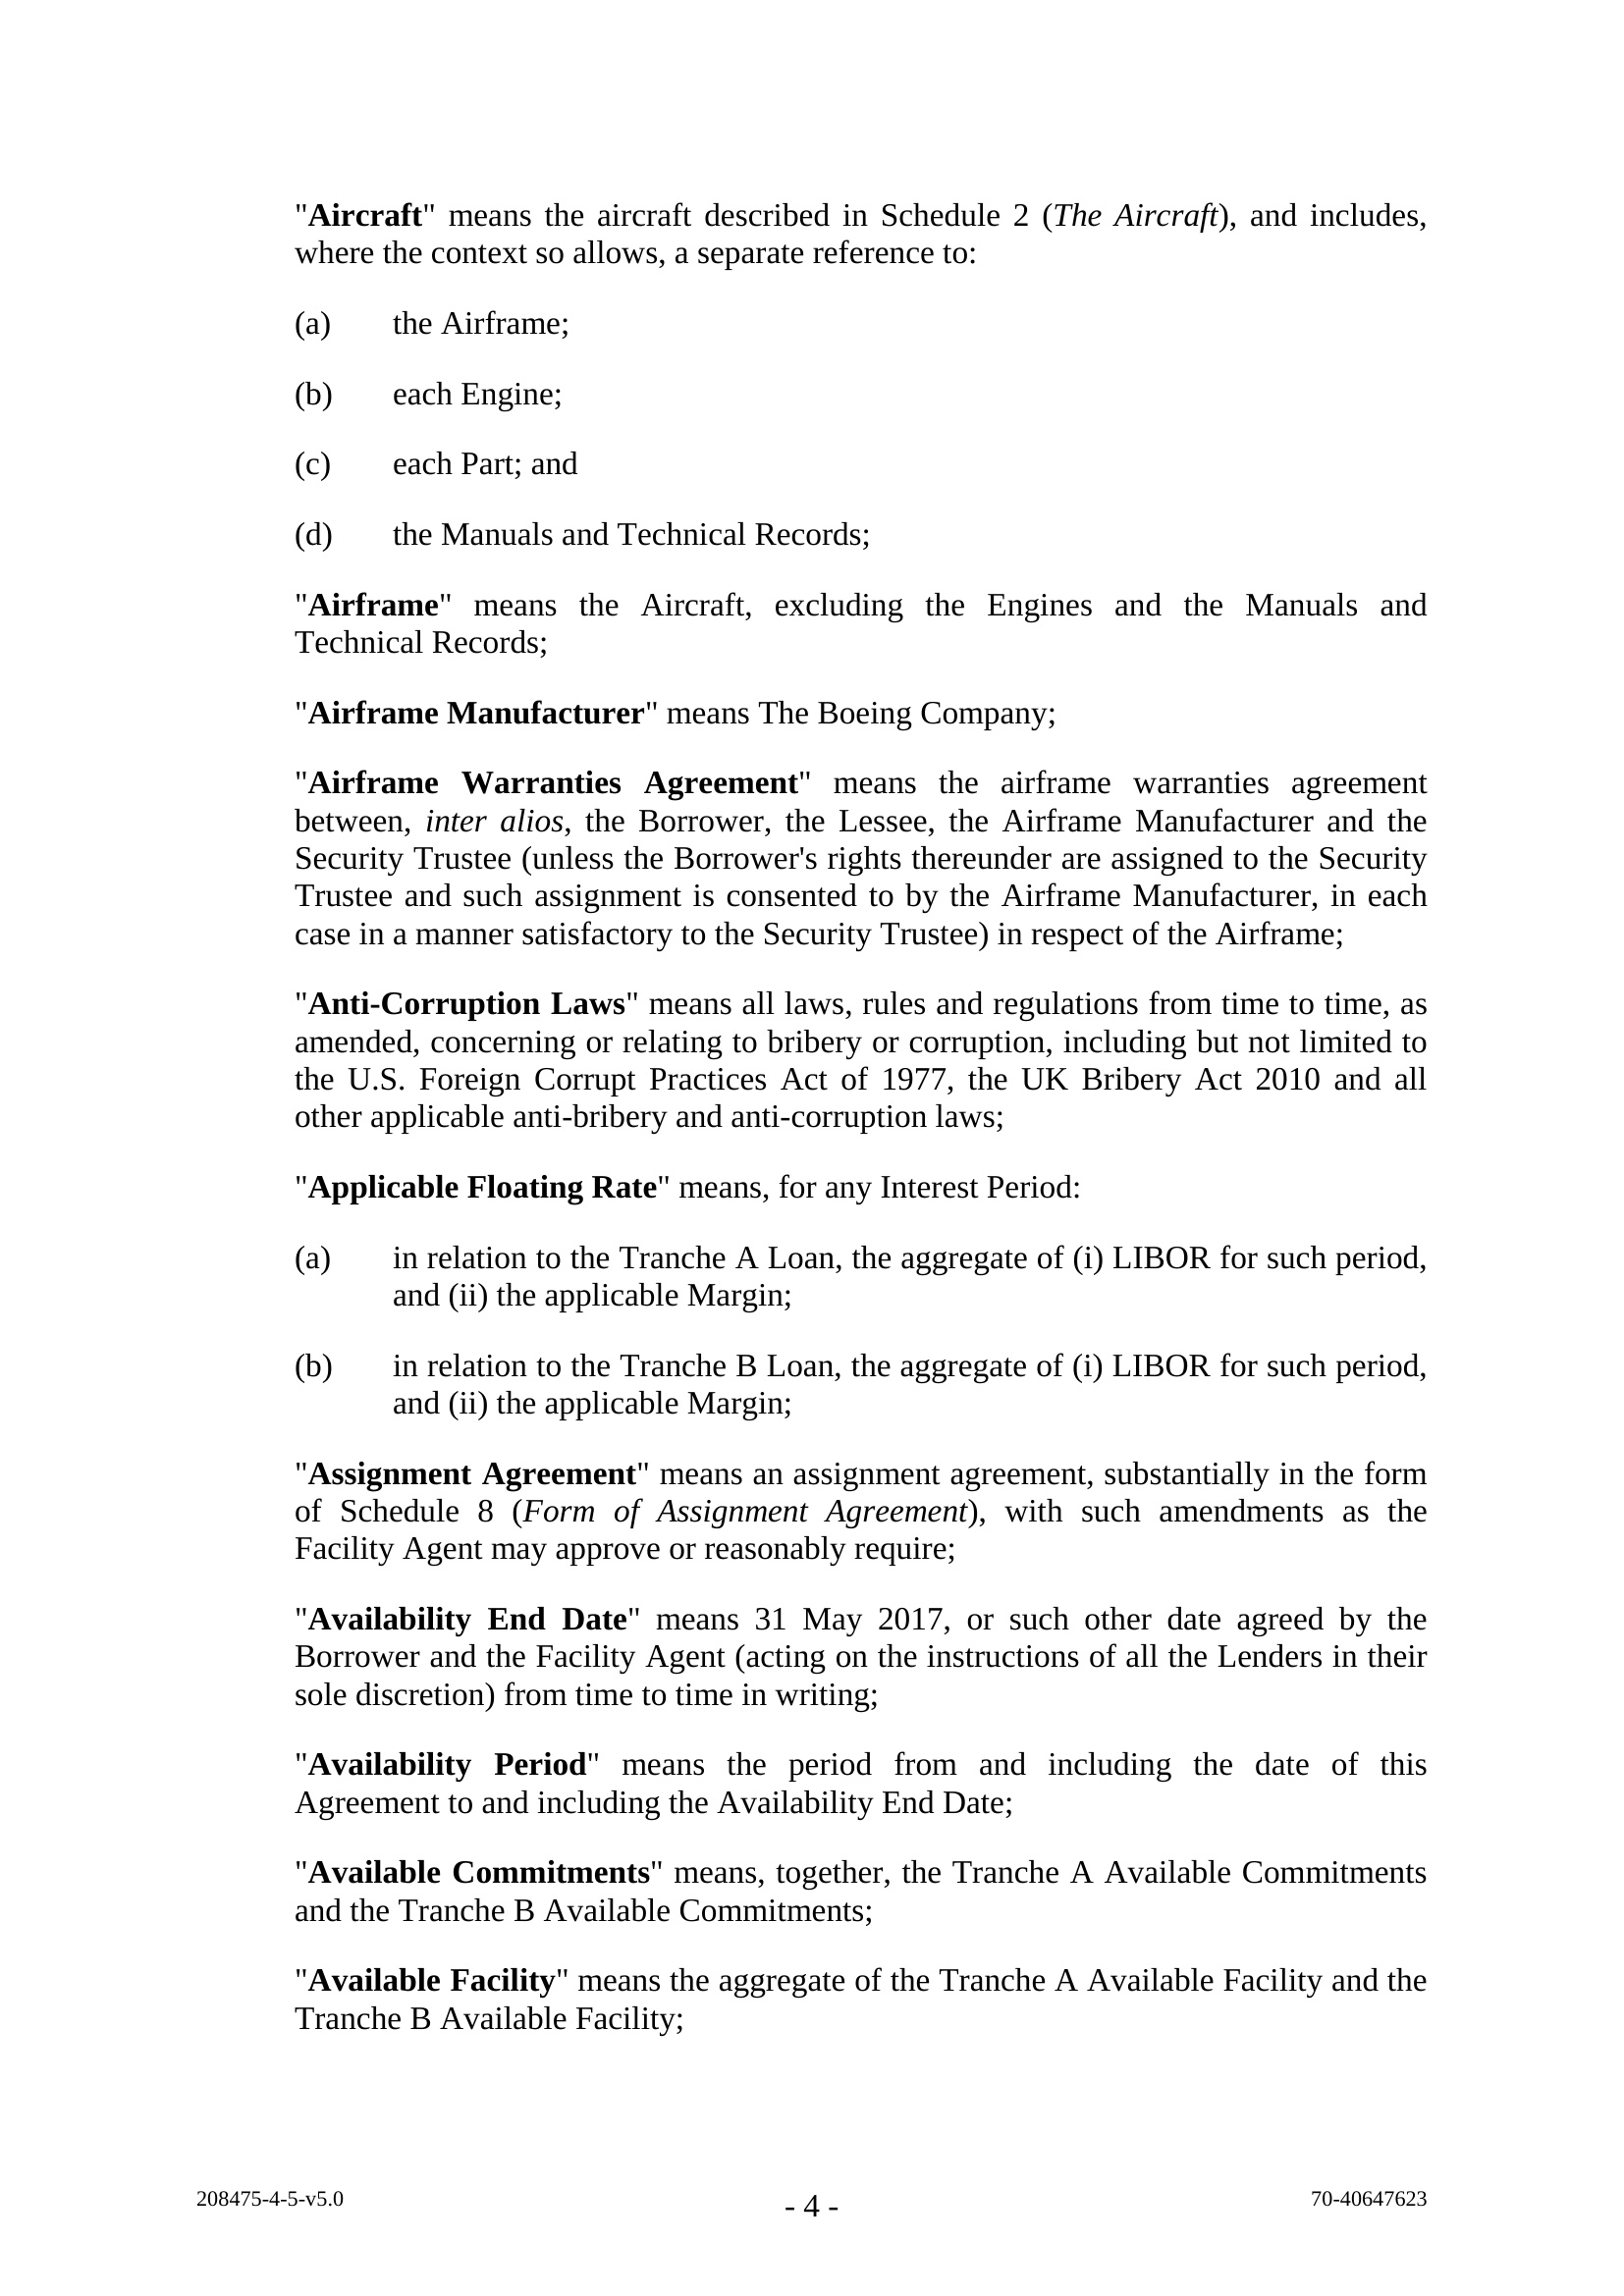 "Aircraft" means the aircraft described in Schedule 2 (The Aircraft), and includes,
where the context so allows, a separate reference to:
(a) the Airframe;
(b) each Engine;
(c) each Part; and
(d) the Manuals and Technical Records;
"Airframe" means the Aircraft, excluding the Engines and the Manuals and
Technical Records;
"Airframe Manufacturer" means The Boeing Company;
"Airframe Warranties Agreement" means the airframe warranties agreement
between, inter alios, the Borrower, the Lessee, the Airframe Manufacturer and the
Security Trustee (unless the Borrower's rights thereunder are assigned to the Security
Trustee and such assignment is consented to by the Airframe Manufacturer, in each
case in a manner satisfactory to the Security Trustee) in respect of the Airframe;
"Anti-Corruption Laws" means all laws, rules and regulations from time to time, as
amended, concerning or relating to bribery or corruption, including but not limited to
the U.S. Foreign Corrupt Practices Act of 1977, the UK Bribery Act 2010 and all
other applicable anti-bribery and anti-corruption laws;
"Applicable Floating Rate" means, for any Interest Period:
(a) in relation to the Tranche A Loan, the aggregate of (i) LIBOR for such period,
and (ii) the applicable Margin;
(b) in relation to the Tranche B Loan, the aggregate of (i) LIBOR for such period,
and (ii) the applicable Margin;
"Assignment Agreement" means an assignment agreement, substantially in the form
of Schedule 8 (Form of Assignment Agreement), with such amendments as the
Facility Agent may approve or reasonably require;
"Availability End Date" means 31 May 2017, or such other date agreed by the
Borrower and the Facility Agent (acting on the instructions of all the Lenders in their
sole discretion) from time to time in writing;
"Availability Period" means the period from and including the date of this
Agreement to and including the Availability End Date;
"Available Commitments" means, together, the Tranche A Available Commitments
and the Tranche B Available Commitments;
"Available Facility" means the aggregate of the Tranche A Available Facility and the
Tranche B Available Facility;
208475-4-5-v5.0 - 4 - 70-40647623